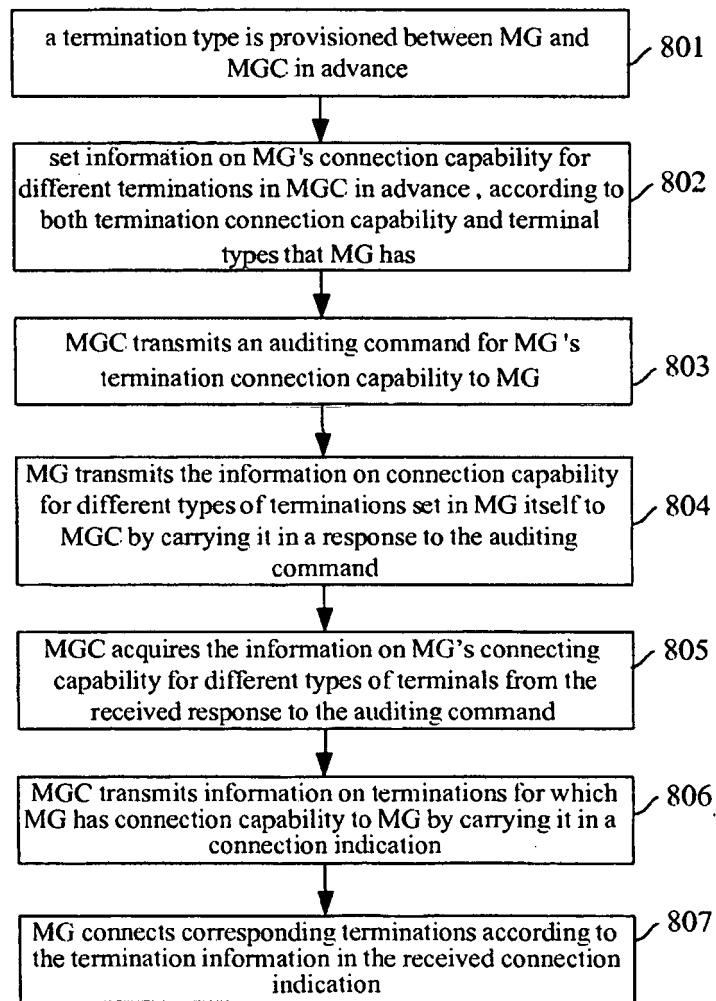 a termination type is provisioned between MG and
MGC in advance
801
set information on MG's connection capability for
different terminations in MGC in advance, according to
both termination connection capability and terminal
types that MG has
802
MGC transmits an auditing command for MG's
termination connection capability to MG
803
MG transmits the information on connection capability
for different types of terminations set in MG itself to
MGC by carrying it in a response to the auditing
command
804
MGC acquires the information on MG's connecting
capability for different types of terminals from the
received response to the auditing command
805
MGC transmits information on terminations for which
MG has connection capability to MG by carrying it in a
connection indication
806
MG connects corresponding terminations according to
the termination information in the received connection
indication
807